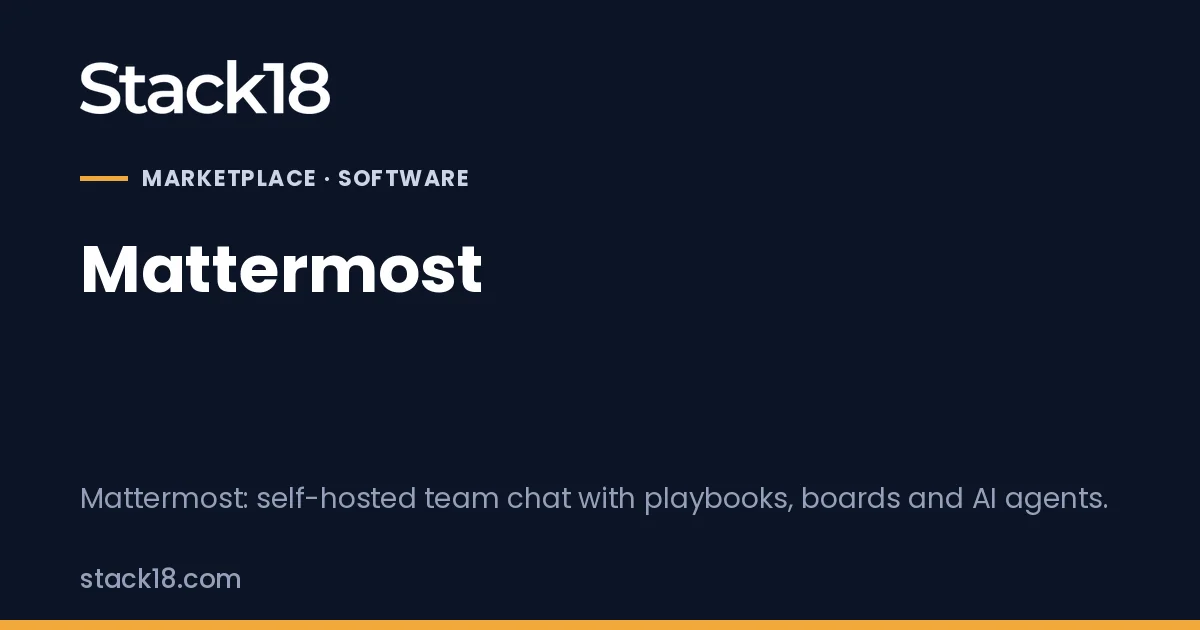 Stack18
MARKETPLACE · SOFTWARE
Mattermost
Mattermost: self-hosted team chat with playbooks, boards and AI agents.
stack18.com